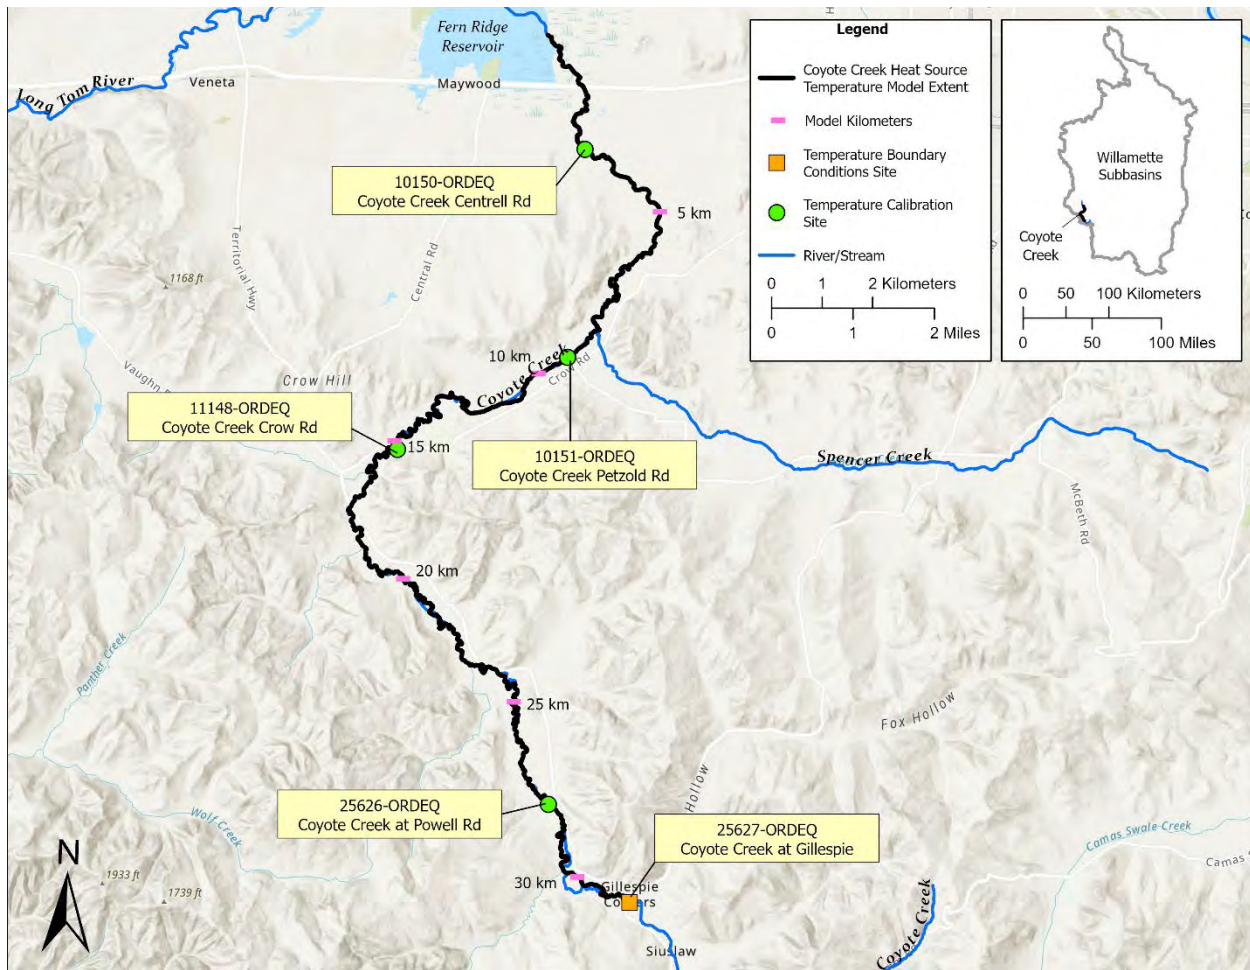 Fern Ridge
Reservoir
Long Tom River
Veneta
Maywood
10150-ORDEQ
Coyote Creek Centrell Rd
5 km
Territorial Hwy
Central Rd
1168 ft
10 km
Coyote Creek
Crow Rd
Crow Hill
11148-ORDEQ
Coyote Creek Crow Rd
15 km
10151-ORDEQ
Coyote Creek Petzold Rd
Spencer Creek
McBeth Rd
20 km
Panther Creek
25 km
Fox Hollow
Hollow
25626-ORDEQ
Coyote Creek at Powell Rd
Wolf Creek
25627-ORDEQ
Coyote Creek at Gillespie
Camas Swale Creek
N
1933 ft
1739 ft
30 km
Gillespie
Siuslaw
Coyote Creek
Legend
Coyote Creek Heat Source
Temperature Model Extent
Model Kilometers
Temperature Boundary
Conditions Site
Temperature Calibration
Site
River/Stream
0 1 2 Kilometers
0 1 2 Miles
Willamette
Subbasins
Coyote
Creek
0 50 100 Kilometers
0 50 100 Miles